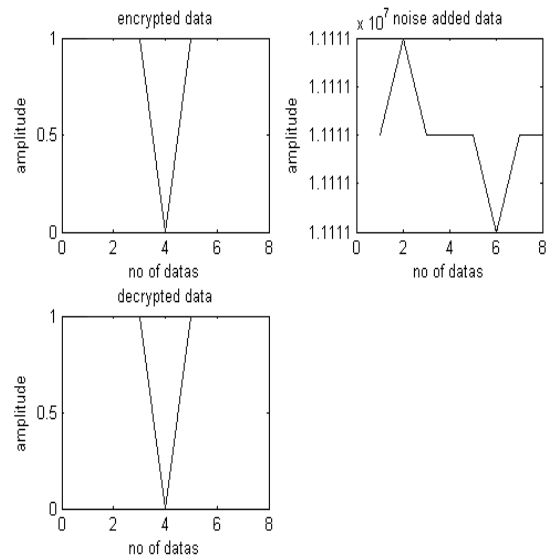 encrypted data
1
0.5
0
amplitude
0 2 4 6 8
no of datas
x 10^7 noise added data
1.1111
1.1111
1.1111
1.1111
1.1111
amplitude
0 2 4 6 8
no of datas
decrypted data
1
0.5
0
amplitude
0 2 4 6 8
no of datas